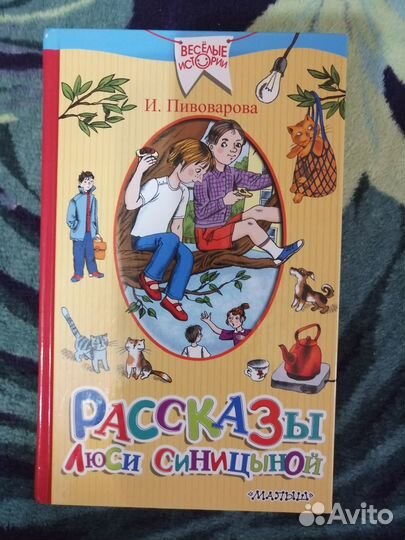 ВЕСЁЛЫЕ
ИСТОРИИ
И. Пивоварова
РАССКАЗЫ
ЛЮСИ СИНИЦЫНОЙ
«МАЛЫШ»
Avito